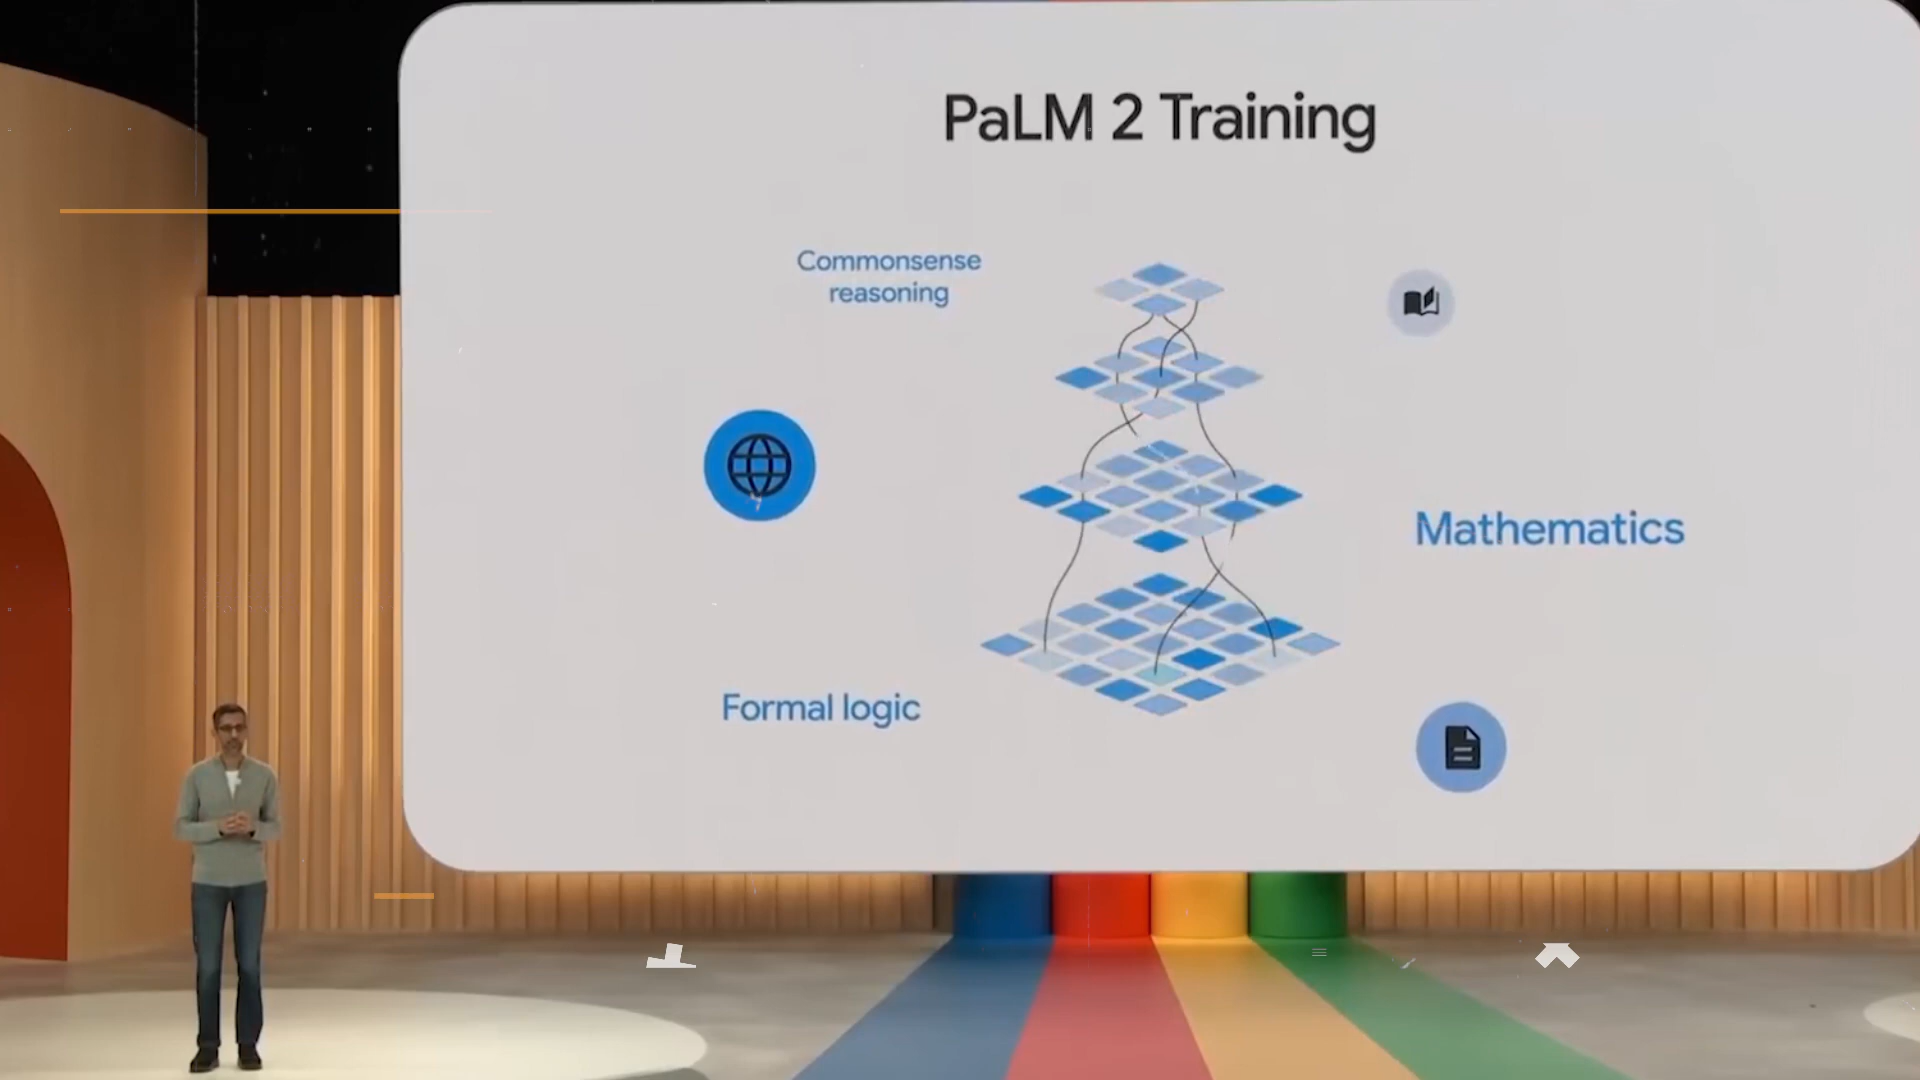 PaLM 2 Training
Commonsense
reasoning
Mathematics
Formal logic